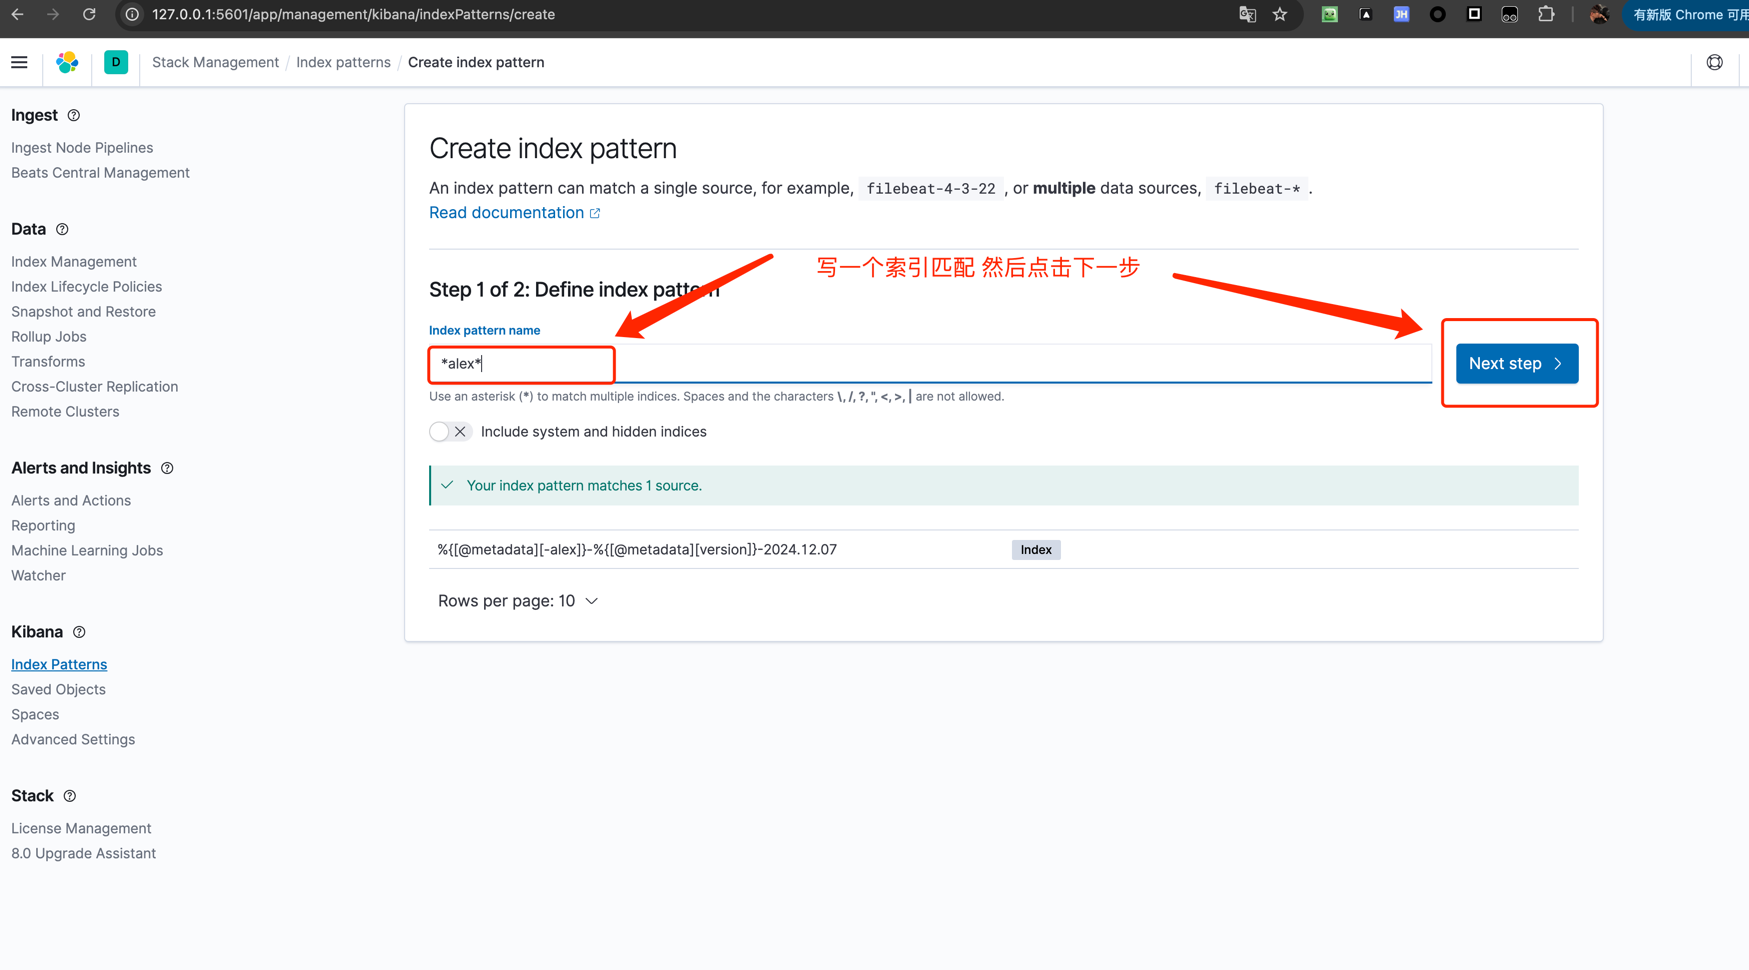 127.0.0.1:5601/app/management/kibana/indexPatterns/create
JH
有新版 Chrome 可用
D
Stack Management / Index patterns / Create index pattern
Ingest
Ingest Node Pipelines
Beats Central Management
Data
Index Management
Index Lifecycle Policies
Snapshot and Restore
Rollup Jobs
Transforms
Cross-Cluster Replication
Remote Clusters
Alerts and Insights
Alerts and Actions
Reporting
Machine Learning Jobs
Watcher
Kibana
Index Patterns
Saved Objects
Spaces
Advanced Settings
Stack
License Management
8.0 Upgrade Assistant
Create index pattern
An index pattern can match a single source, for example, filebeat-4-3-22 , or multiple data sources, filebeat-* .
Read documentation
写一个索引匹配 然后点击下一步
Step 1 of 2: Define index pattern
Index pattern name
*alex*
Next step
Use an asterisk (*) to match multiple indices. Spaces and the characters \, /, ?, ", <, >, | are not allowed.
Include system and hidden indices
Your index pattern matches 1 source.
%{[@metadata][-alex]}-%{[@metadata][version]}-2024.12.07
Index
Rows per page: 10